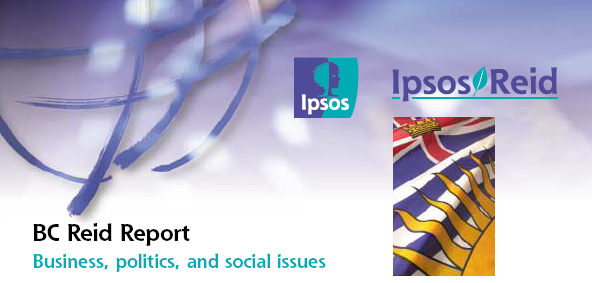 Ipsos
Ipsos Reid
BC Reid Report
Business, politics, and social issues